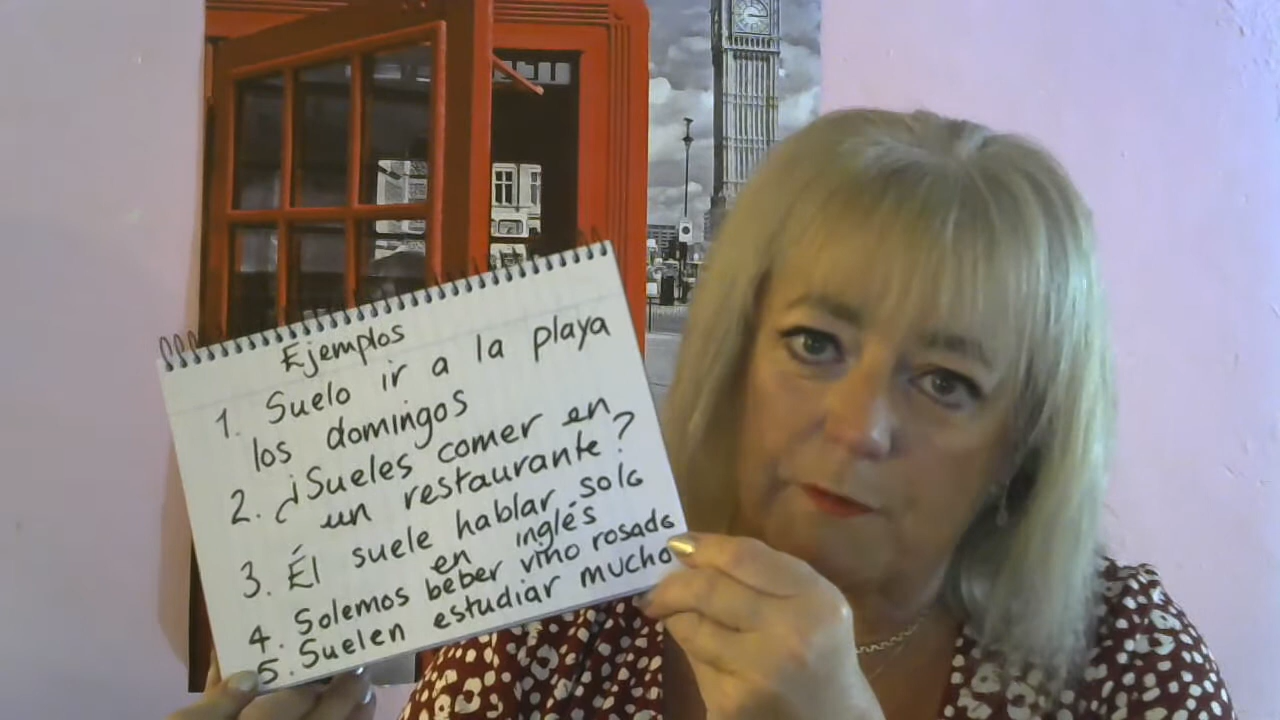 Ejemplos
1. Suelo ir a la playa
los domingos
2. ¿Sueles comer en
un restaurante?
3. Él suele hablar solo
en inglés
4. Solemos beber vino rosado
5. Suelen estudiar mucho